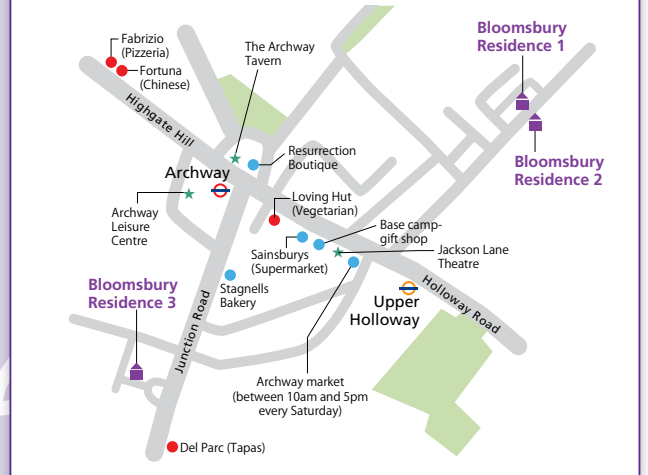 Fabrizio
(Pizzeria)
Fortuna
(Chinese)
The Archway
Tavern
Bloomsbury
Residence 1
Highgate Hill
Resurrection
Boutique
Bloomsbury
Residence 2
Archway
Loving Hut
(Vegetarian)
Archway
Leisure
Centre
Base camp-
gift shop
Sainsburys
(Supermarket)
Jackson Lane
Theatre
Bloomsbury
Residence 3
Stagnells
Bakery
Upper
Holloway
Holloway Road
Junction Road
Archway market
(between 10am and 5pm
every Saturday)
Del Parc (Tapas)